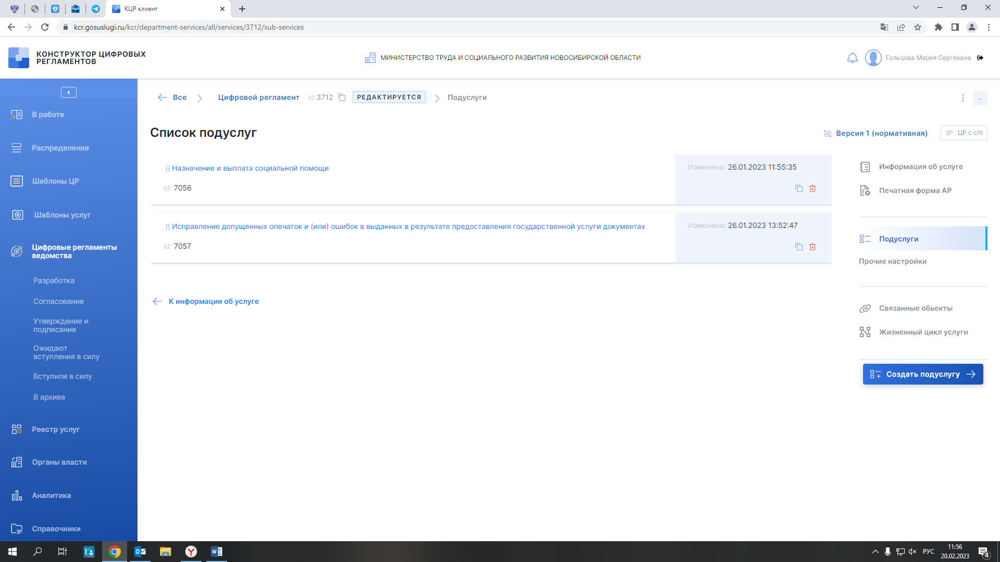 КЦР клиент
kcr.gosuslugi.ru/kcr/department-services/all/services/3712/sub-services
КОНСТРУКТОР ЦИФРОВЫХ
РЕГЛАМЕНТОВ
МИНИСТЕРСТВО ТРУДА И СОЦИАЛЬНОГО РАЗВИТИЯ НОВОСИБИРСКОЙ ОБЛАСТИ
Гольцова Мария Сергеевна
Все
Цифровой регламент id 3712 РЕДАКТИРУЕТСЯ
Подуслуги
В работе
Распределение
Шаблоны ЦР
Шаблоны услуг
Цифровые регламенты
ведомства
Разработка
Согласование
Утверждение и
подписание
Ожидают
вступления в силу
Вступили в силу
В архиве
Реестр услуг
Органы власти
Аналитика
Справочники
Список подуслуг
Версия 1 (нормативная)
ЦР с с/п
Назначение и выплата социальной помощи
id: 7056
Изменена: 26.01.2023 11:55:35
Исправление допущенных опечаток и (или) ошибок в выданных в результате предоставления государственной услуги документах
id: 7057
Изменена: 26.01.2023 13:52:47
К информации об услуге
Информация об услуге
Печатная форма АР
Подуслуги
Прочие настройки
Связанные обьекты
Жизненный цикл услуги
Создать подуслугу
РУС
11:56
20.02.2023
4